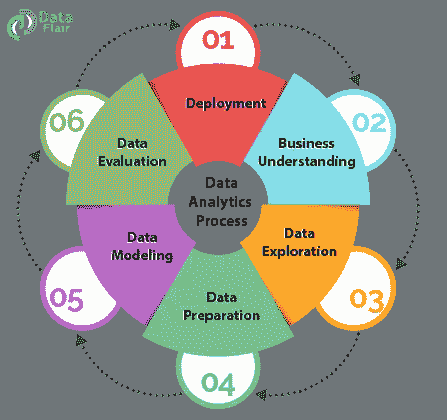 Data
Flair
01
Deployment
02
Business
Understanding
03
Data
Exploration
04
Data
Preparation
05
Data
Modeling
06
Data
Evaluation
Data
Analytics
Process